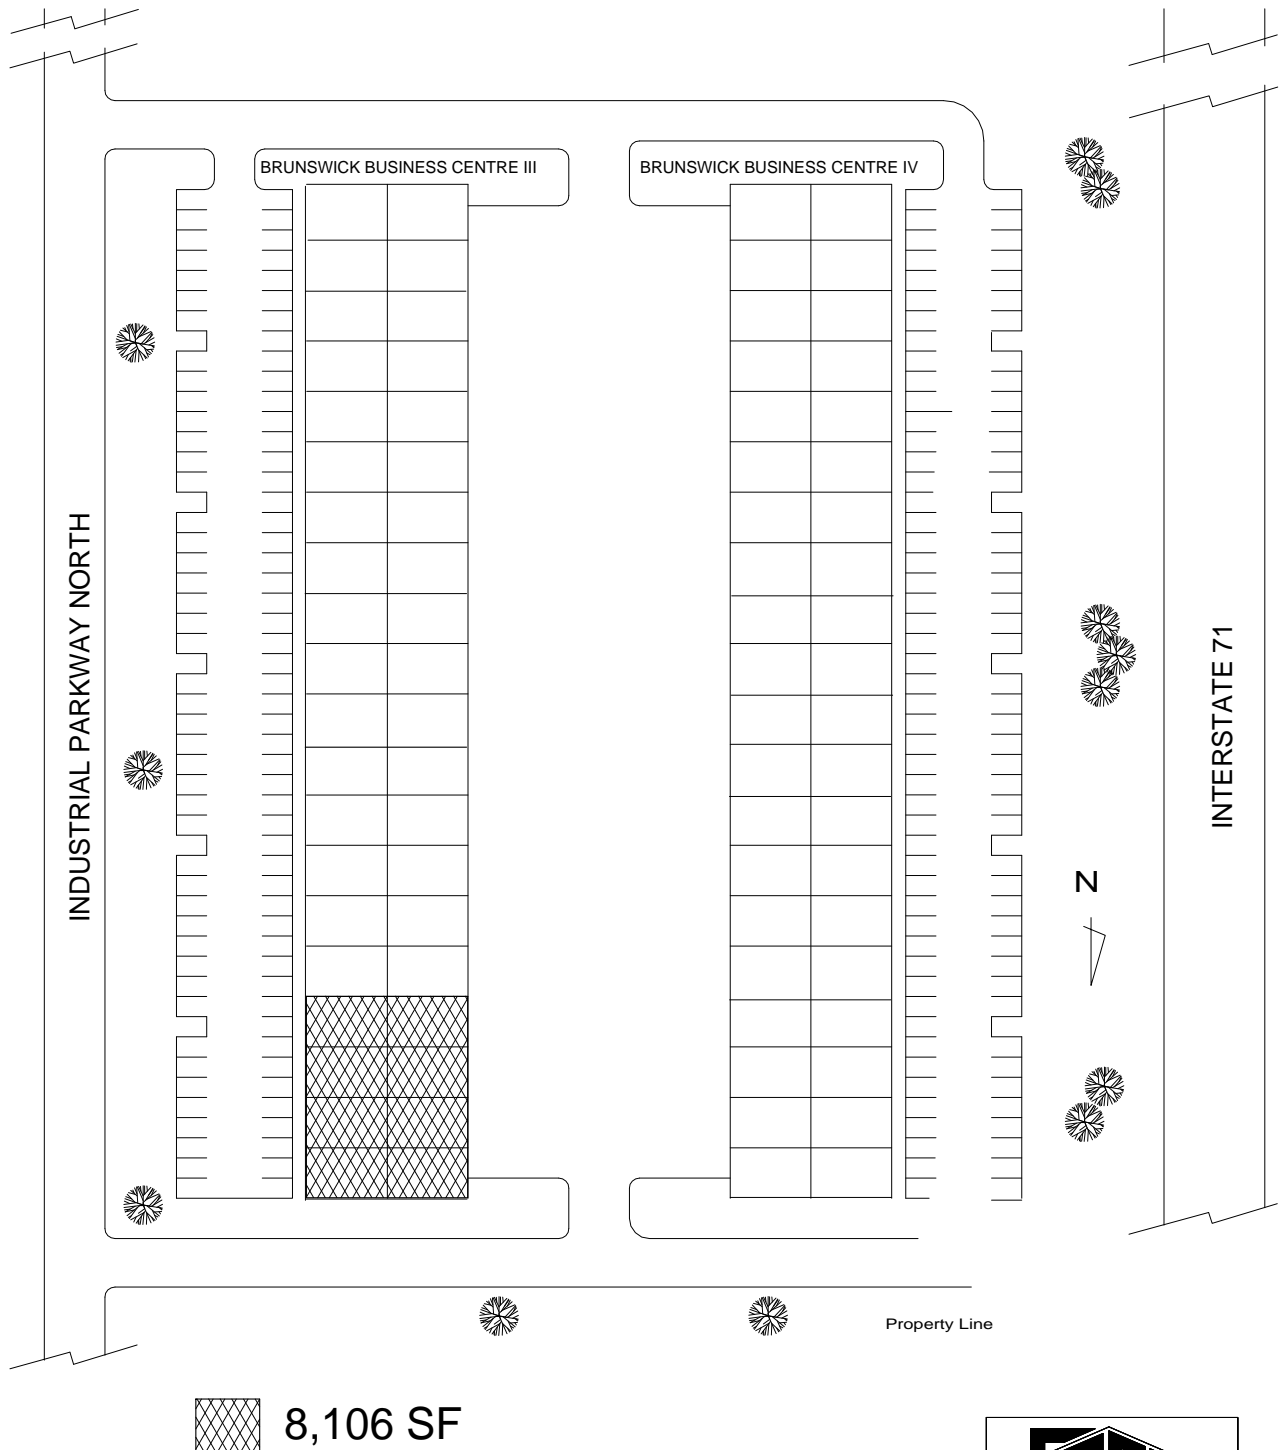 BRUNSWICK BUSINESS CENTRE III
BRUNSWICK BUSINESS CENTRE IV
INDUSTRIAL PARKWAY NORTH
INTERSTATE 71
N
Property Line
8,106 SF